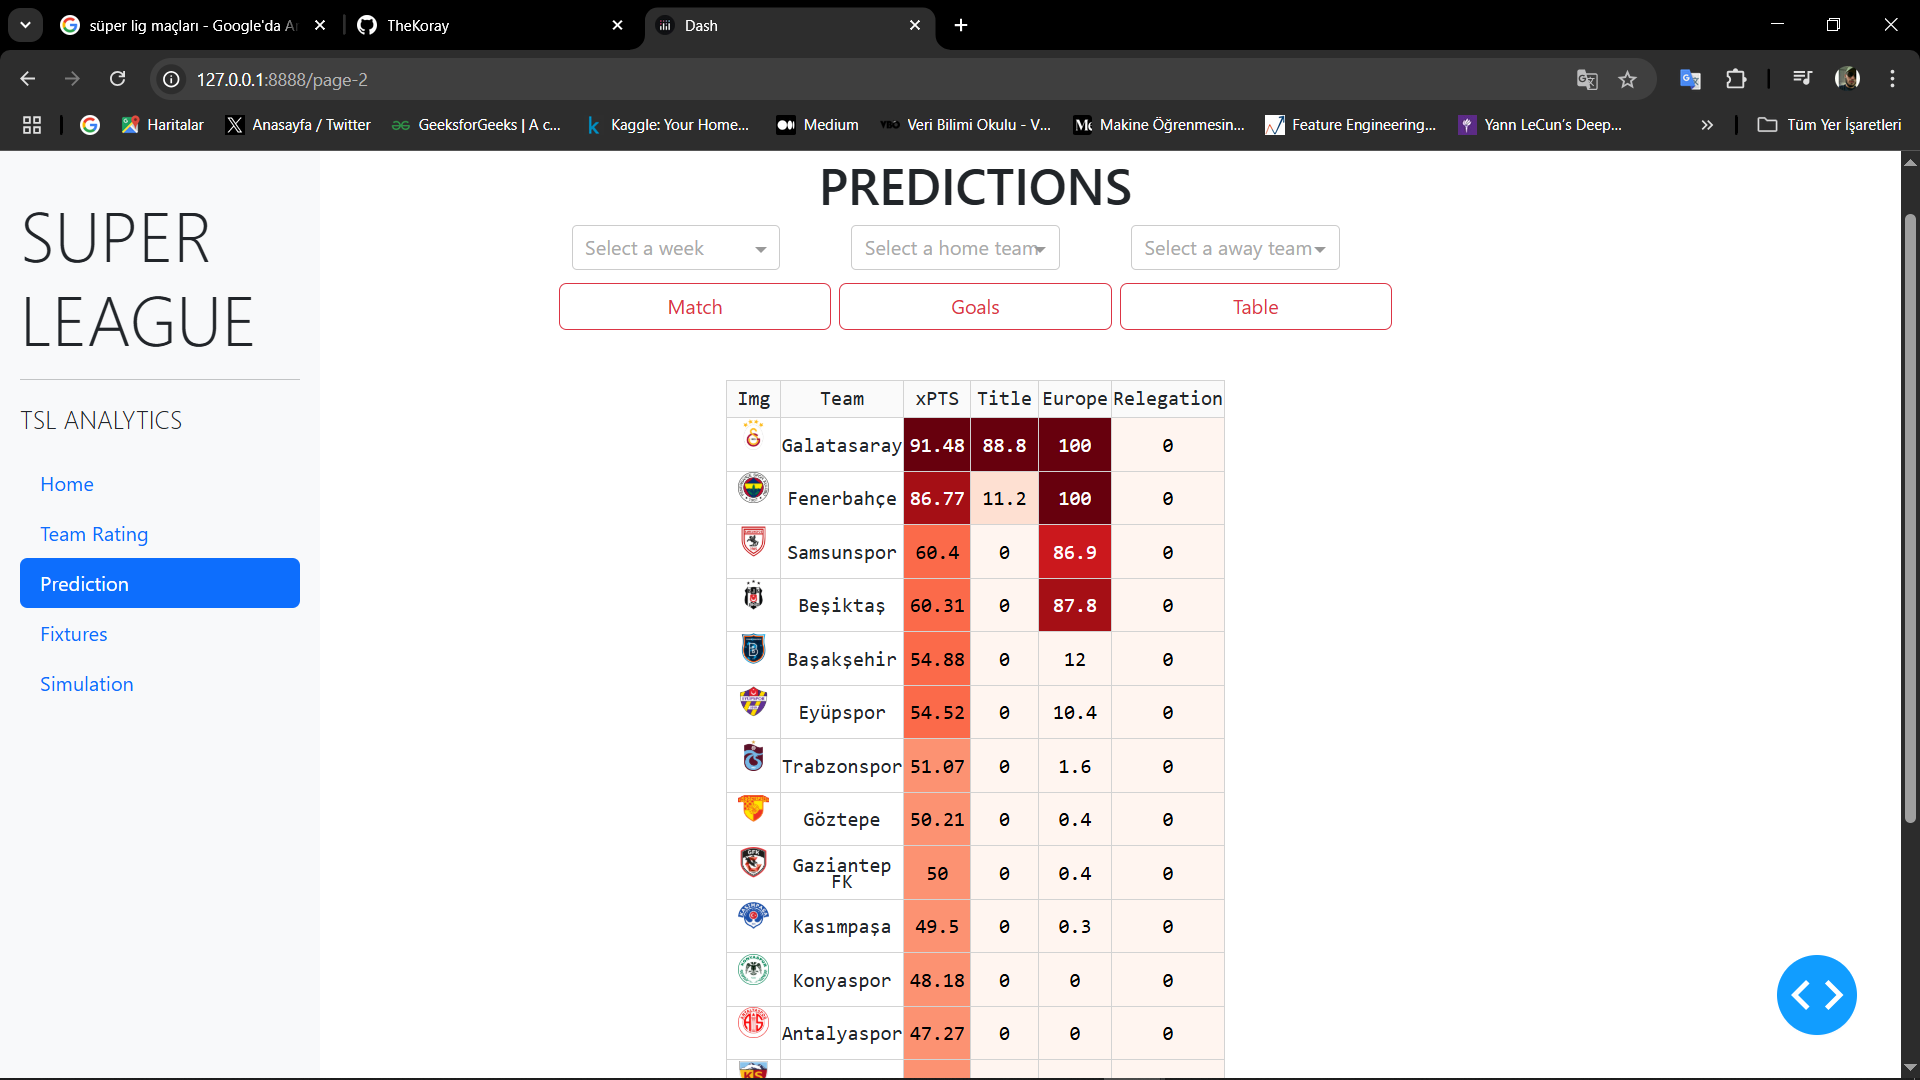 süper lig maçları - Google'da Ar
TheKoray
Dash
127.0.0.1:8888/page-2
Haritalar
Anasayfa / Twitter
GeeksforGeeks | A c...
Kaggle: Your Home...
Medium
Veri Bilimi Okulu - V...
Makine Öğrenmesin...
Feature Engineering...
Yann LeCun's Deep...
Tüm Yer İşaretleri
SUPER
LEAGUE
TSL ANALYTICS
Home
Team Rating
Prediction
Fixtures
Simulation
PREDICTIONS
Select a week
Select a home team
Select a away team
Match
Goals
Table
Img Team xPTS Title Europe Relegation
Galatasaray 91.48 88.8 100 0
Fenerbahçe 86.77 11.2 100 0
Samsunspor 60.4 0 86.9 0
Beşiktaş 60.31 0 87.8 0
Başakşehir 54.88 0 12 0
Eyüpspor 54.52 0 10.4 0
Trabzonspor 51.07 0 1.6 0
Göztepe 50.21 0 0.4 0
Gaziantep
FK 50 0 0.4 0
Kasımpaşa 49.5 0 0.3 0
Konyaspor 48.18 0 0 0
Antalyaspor 47.27 0 0 0